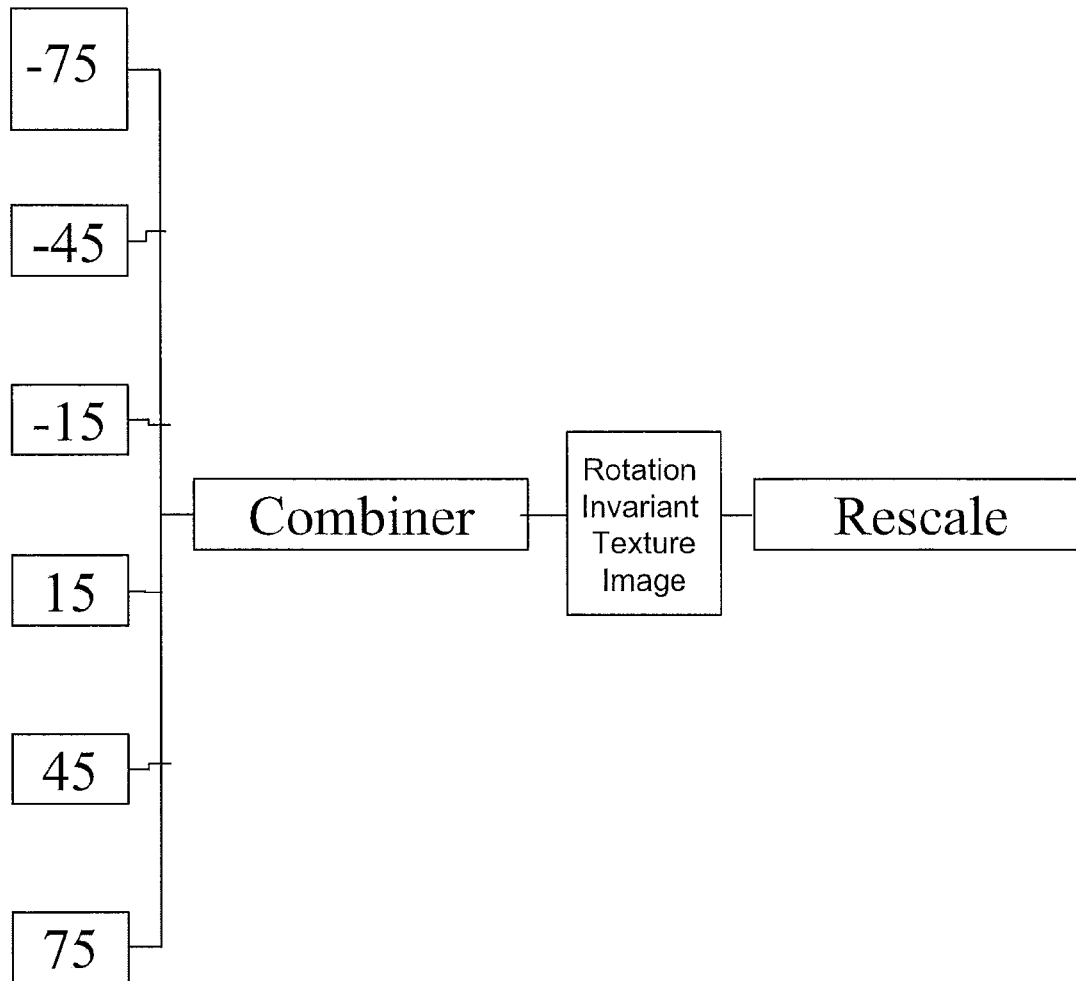 -75
-45
-15
15
45
75
Combiner
Rotation
Invariant
Texture
Image
Rescale